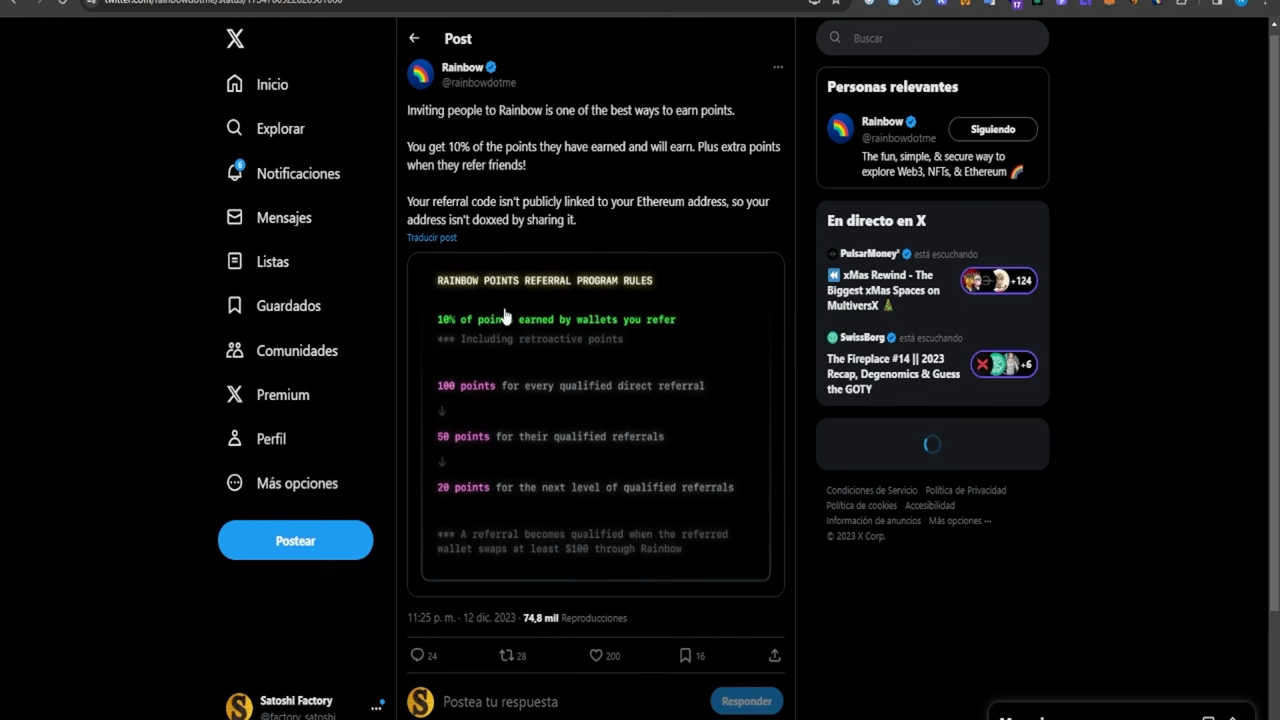 Post
Rainbow
@rainbowdotme
Inviting people to Rainbow is one of the best ways to earn points.
You get 10% of the points they have earned and will earn. Plus extra points
when they refer friends!
Your referral code isn't publicly linked to your Ethereum address, so your
address isn't doxxed by sharing it.
Traducir post
RAINBOW POINTS REFERRAL PROGRAM RULES
10% of points earned by wallets you refer
*** Including retroactive points
100 points for every qualified direct referral
↓
50 points for their qualified referrals
↓
20 points for the next level of qualified referrals
*** A referral becomes qualified when the referred
wallet swaps at least $100 through Rainbow
11:25 p. m. · 12 dic. 2023 · 74,8 mil Reproducciones
24
28
200
16
Postea tu respuesta
Responder
Inicio
Explorar
6
Notificaciones
Mensajes
Listas
Guardados
Comunidades
Premium
Perfil
Más opciones
Postear
Satoshi Factory
@factory_satoshi
Buscar
Personas relevantes
Rainbow
@rainbowdotme
Siguiendo
The fun, simple, & secure way to
explore Web3, NFTs, & Ethereum
En directo en X
PulsarMoney está escuchando
xMas Rewind - The
Biggest xMas Spaces on
MultiversX
+124
SwissBorg está escuchando
The Fireplace #14 || 2023
Recap, Degenomics & Guess
the GOTY
+6
Condiciones de Servicio Política de Privacidad
Política de cookies Accesibilidad
Información de anuncios Más opciones ···
© 2023 X Corp.
17